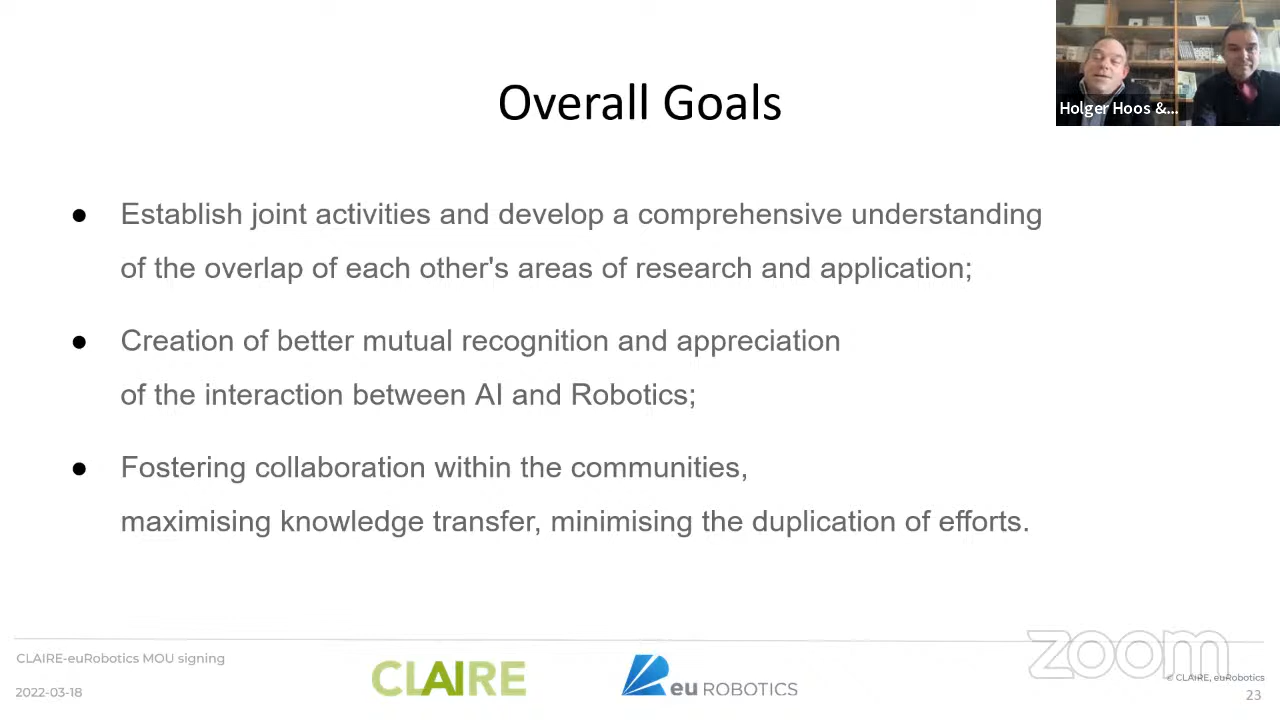 Overall Goals
Holger Hoos &...
● Establish joint activities and develop a comprehensive understanding
of the overlap of each other's areas of research and application;
● Creation of better mutual recognition and appreciation
of the interaction between AI and Robotics;
● Fostering collaboration within the communities,
maximising knowledge transfer, minimising the duplication of efforts.
CLAIRE-euRobotics MOU signing
2022-03-18
CLAIRE
eu ROBOTICS
zoom
© CLAIRE, euRobotics
23